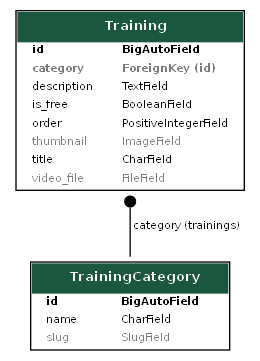 Training
id BigAutoField
category ForeignKey (id)
description TextField
is_free BooleanField
order PositiveIntegerField
thumbnail ImageField
title CharField
video_file FileField
category (trainings)
TrainingCategory
id BigAutoField
name CharField
slug SlugField